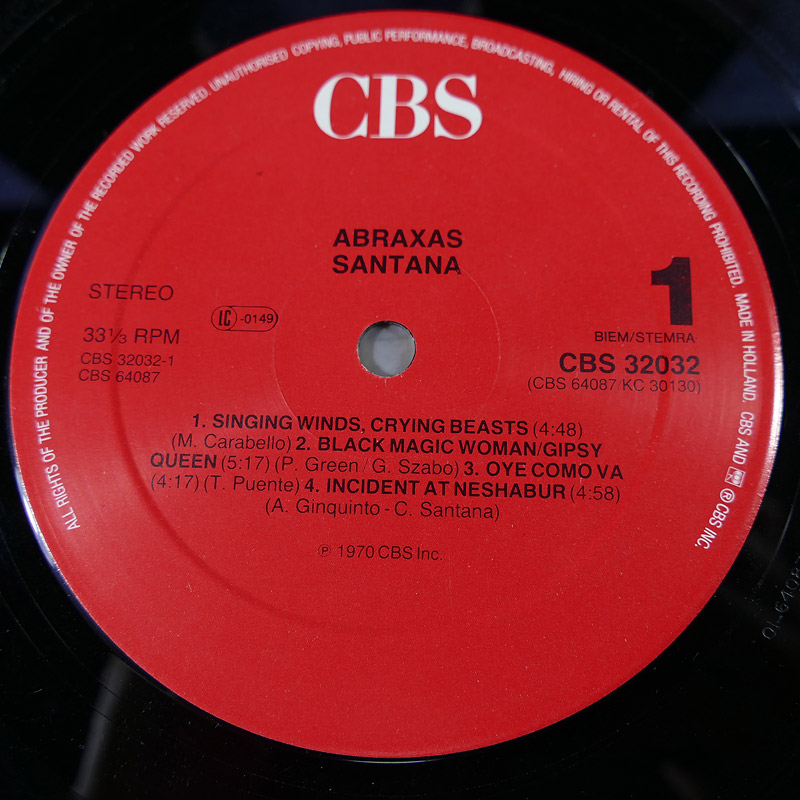 ALL RIGHTS OF THE PRODUCER AND OF THE OWNER OF THE RECORDED WORK RESERVED. UNAUTHORISED COPYING, PUBLIC PERFORMANCE, BROADCASTING, HIRING OR RENTAL OF THIS RECORDING PROHIBITED. MADE IN HOLLAND. CBS AND ® CBS INC.
CBS
ABRAXAS
SANTANA
STEREO
1
LC -0149
33⅓ RPM
BIEM/STEMRA
CBS 32032-1
CBS 32032
CBS 64087
(CBS 64087/KC 30130)
1. SINGING WINDS, CRYING BEASTS (4:48)
(M. Carabello) 2. BLACK MAGIC WOMAN/GIPSY
QUEEN (5:17) (P. Green/G. Szabo) 3. OYE COMO VA
(4:17) (T. Puente) 4. INCIDENT AT NESHABUR (4:58)
(A. Ginquinto - C. Santana)
℗ 1970 CBS Inc.